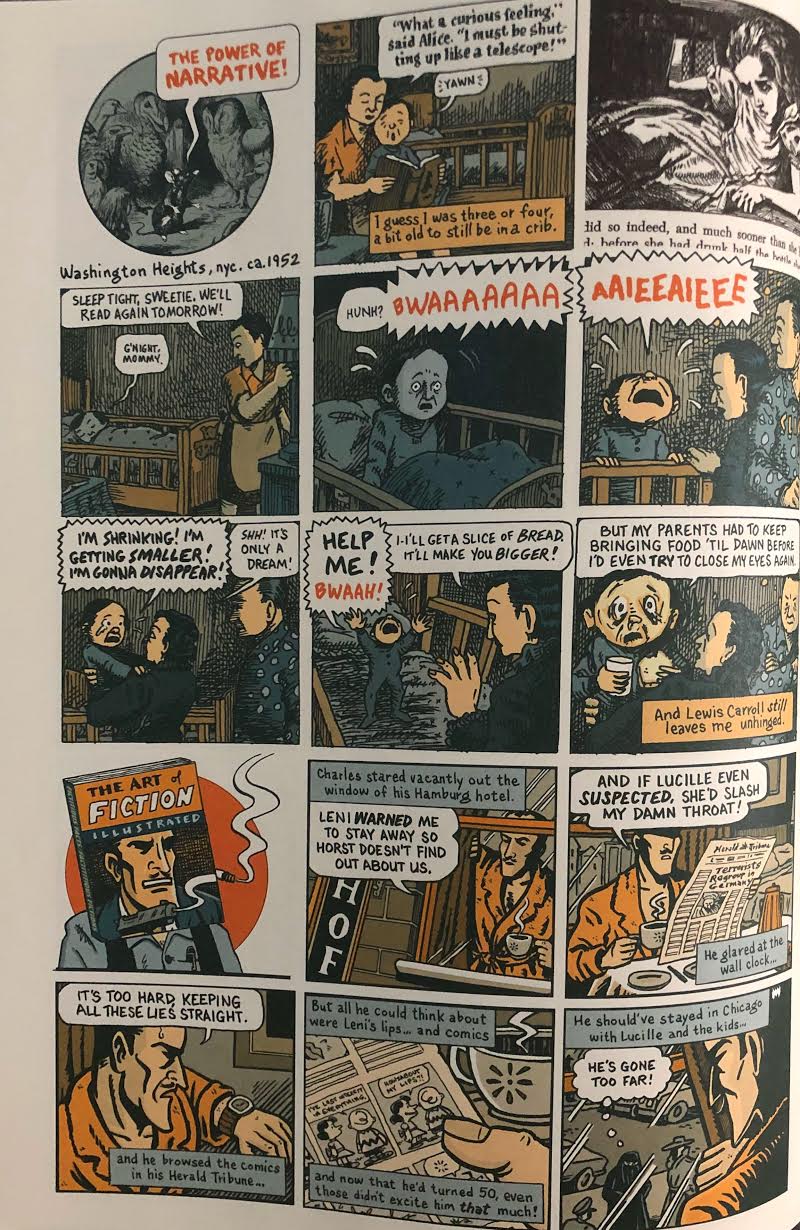 THE POWER OF
NARRATIVE!
Washington Heights, nyc. ca.1952
"What a curious feeling,"
said Alice. "I must be shut-
ting up like a telescope!"
YAWN
I guess I was three or four,
a bit old to still be in a crib.
did so indeed, and much sooner than she
d: before she had drunk half the bottle
SLEEP TIGHT, SWEETIE. WE'LL
READ AGAIN TOMORROW!
G'NIGHT,
MOMMY.
HUNH?
BWAAAAAAA
AAIEEAIEEE
I'M SHRINKING! I'M
GETTING SMALLER!
I'M GONNA DISAPPEAR!
SHH! IT'S
ONLY A
DREAM!
HELP
ME!
BWAAH!
I-I'LL GET A SLICE OF BREAD.
IT'LL MAKE YOU BIGGER!
BUT MY PARENTS HAD TO KEEP
BRINGING FOOD 'TIL DAWN BEFORE
I'D EVEN TRY TO CLOSE MY EYES AGAIN.
And Lewis Carroll still
leaves me unhinged.
THE ART of
FICTION
ILLUSTRATED
Charles stared vacantly out the
window of his Hamburg hotel.
LENI WARNED ME
TO STAY AWAY SO
HORST DOESN'T FIND
OUT ABOUT US.
HOF
AND IF LUCILLE EVEN
SUSPECTED, SHE'D SLASH
MY DAMN THROAT!
Herald Tribune
Terrorists
Regroup in
Germany
He glared at the
wall clock...
IT'S TOO HARD, KEEPING
ALL THESE LIES STRAIGHT.
and he browsed the comics
in his Herald Tribune...
But all he could think about
were Leni's lips... and comics
I'VE LOST INTEREST
IN EVERYTHING.
HOW ABOUT
MY LIPS?!
and now that he'd turned 50, even
those didn't excite him that much!
He should've stayed in Chicago
with Lucille and the kids...
HE'S GONE
TOO FAR!